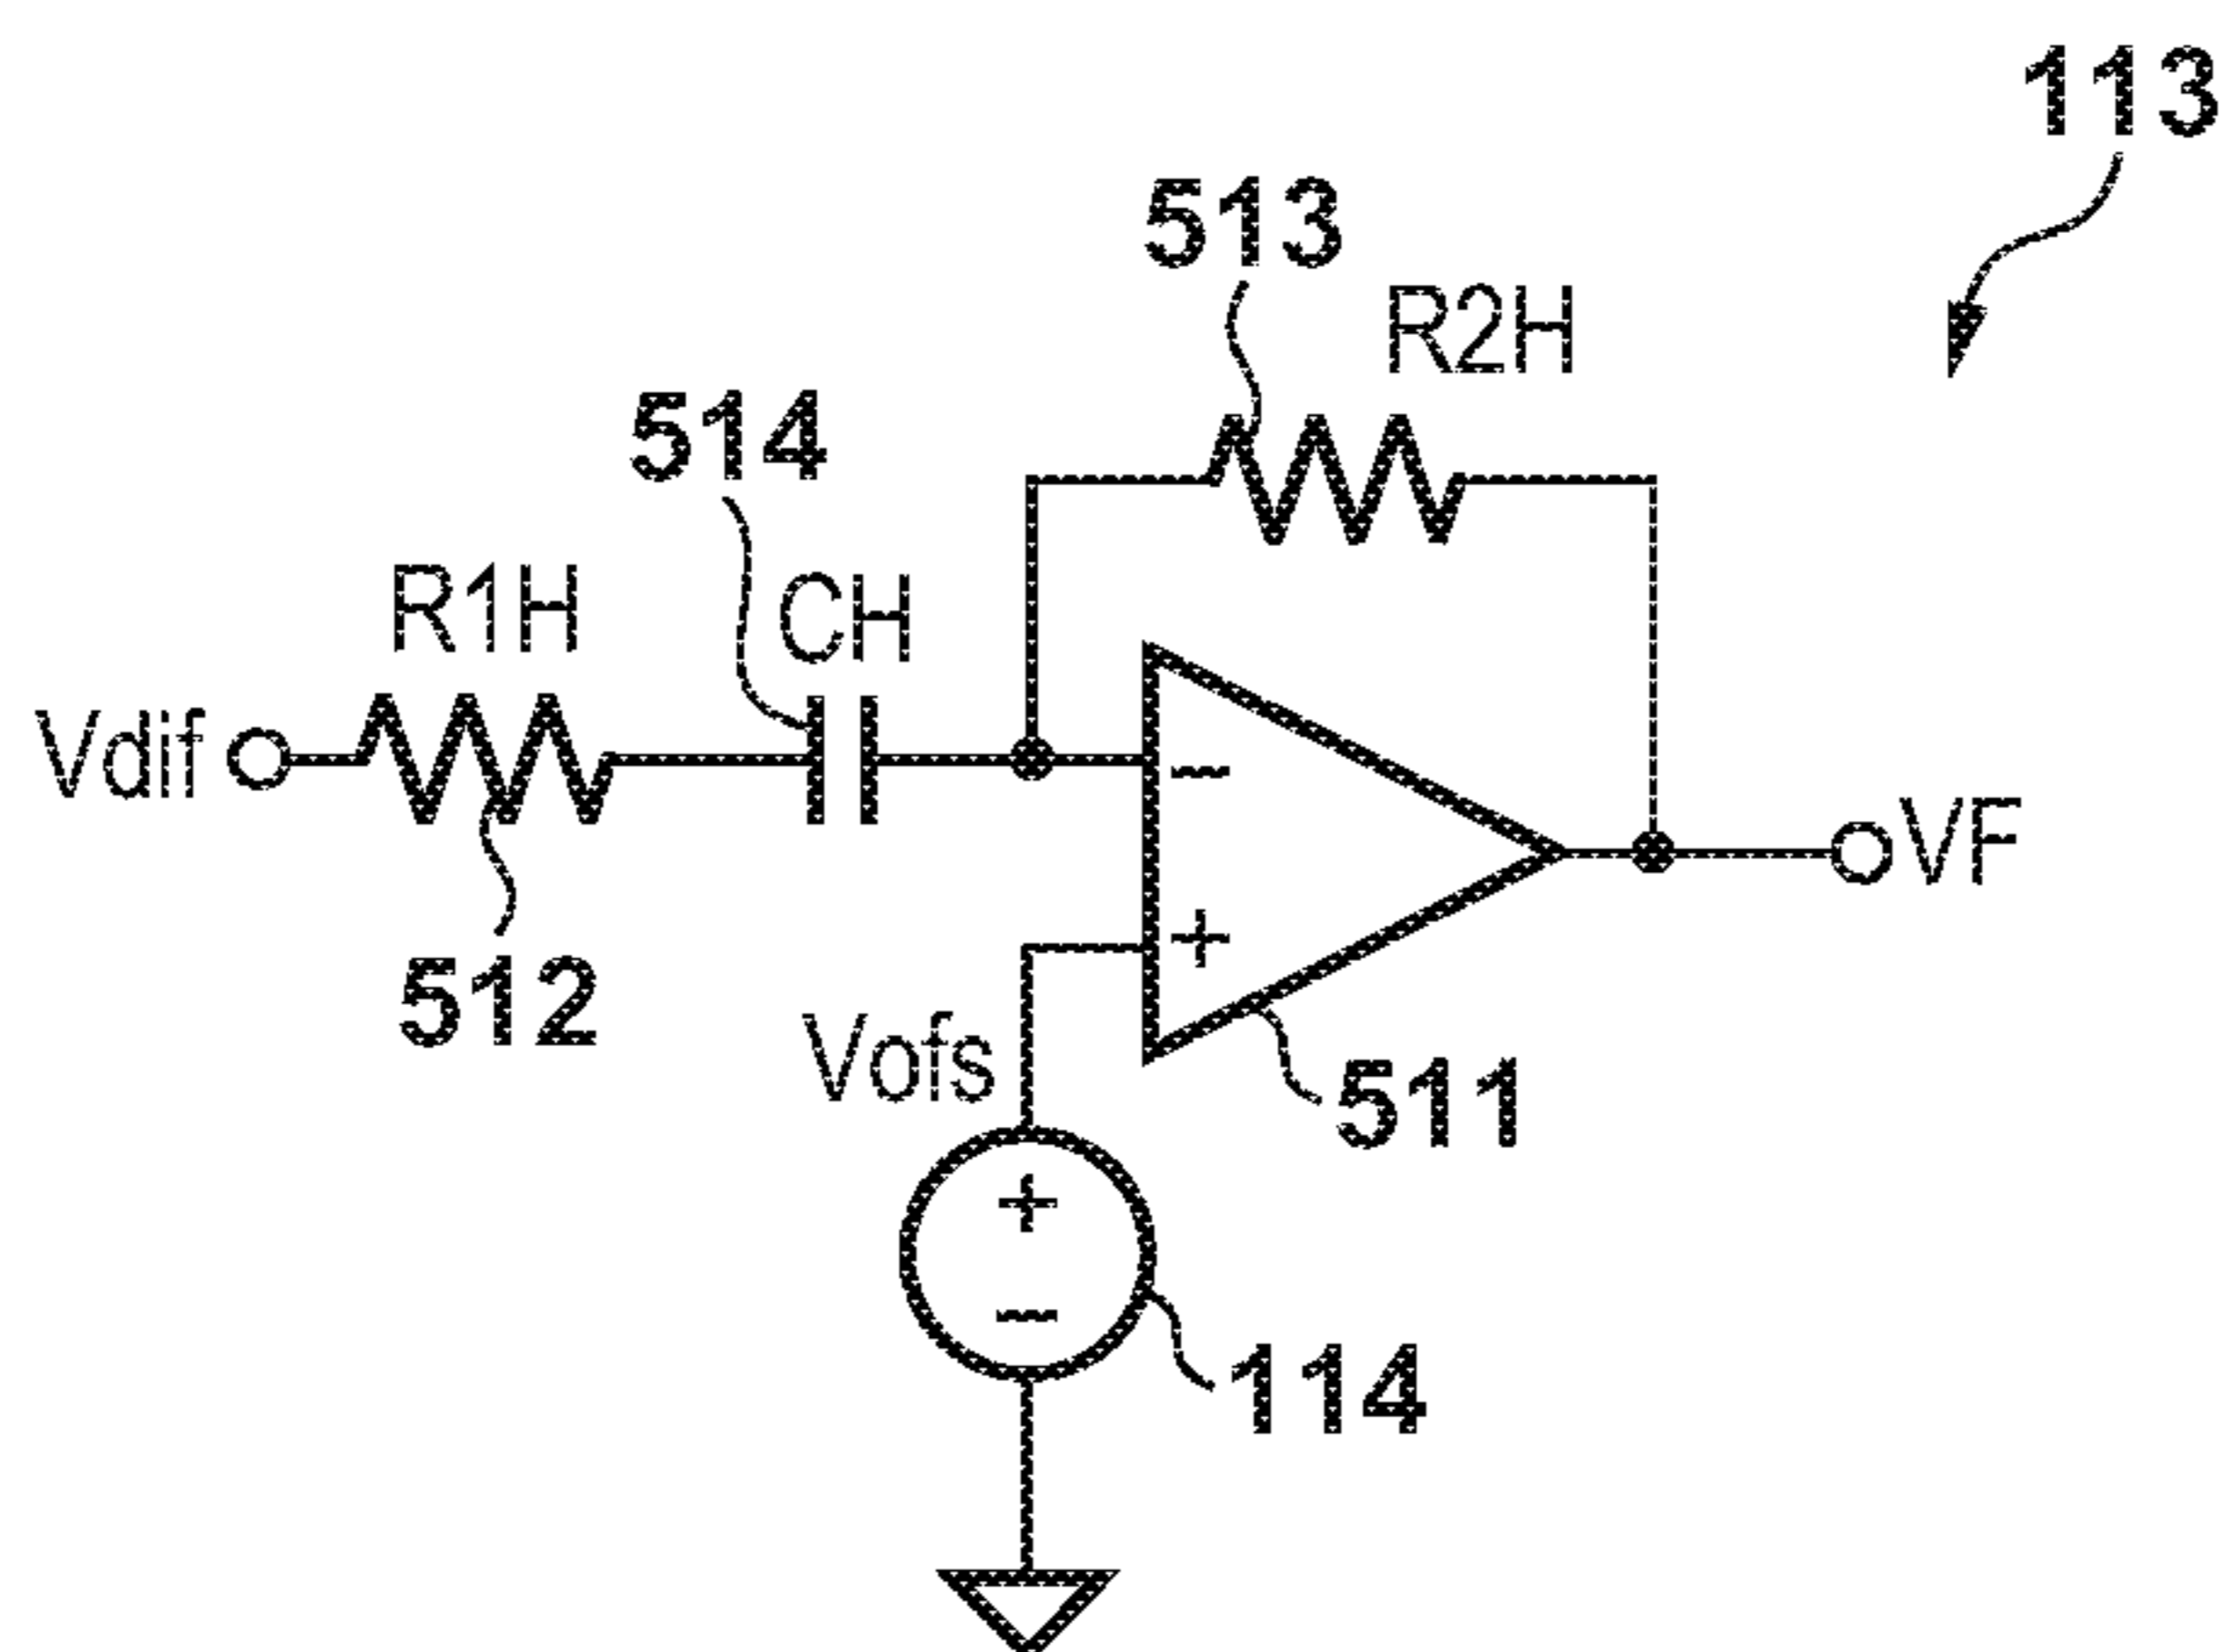 113
513
R2H
514
R1H
CH
Vdif
−
VF
+
512
Vofs
511
+
−
114